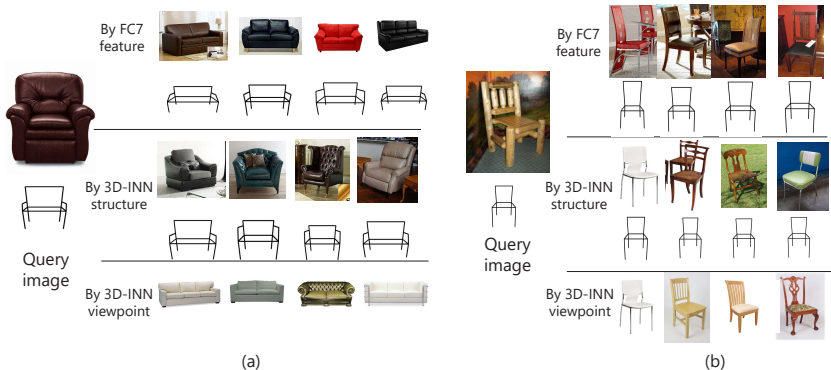 By FC7
feature
By 3D-INN
structure
Query
image
By 3D-INN
viewpoint
(a)
By FC7
feature
By 3D-INN
structure
Query
image
By 3D-INN
viewpoint
(b)